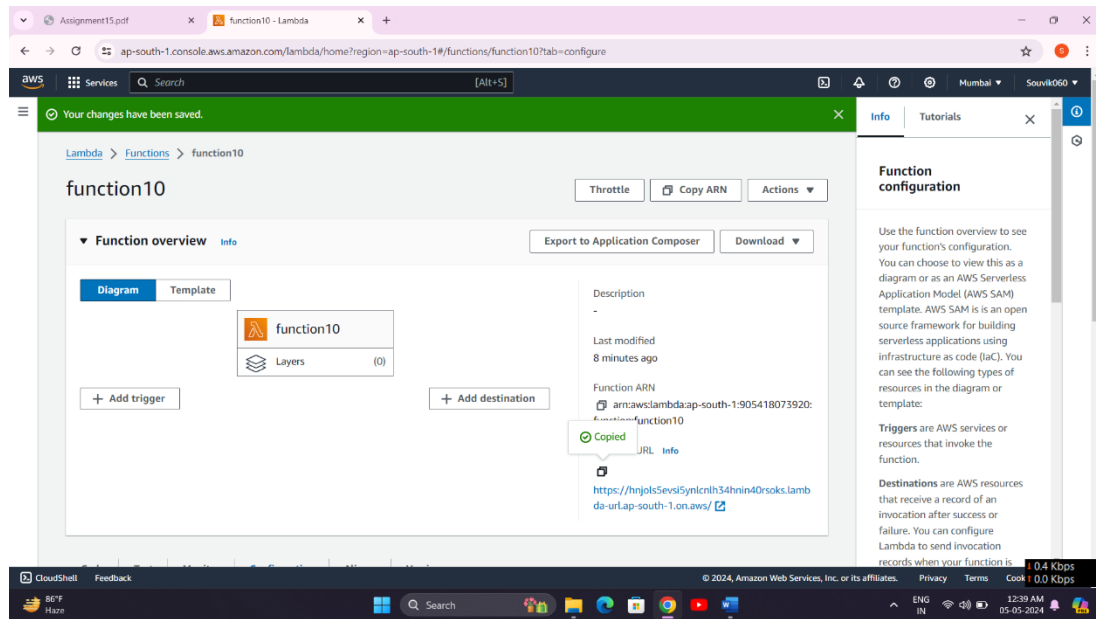 Assignment15.pdf
function10 - Lambda
ap-south-1.console.aws.amazon.com/lambda/home?region=ap-south-1#/functions/function10?tab=configure
S
aws
Services
Search
[Alt+S]
Mumbai
Souvik060
Your changes have been saved.
Lambda > Functions > function10
function10
Throttle
Copy ARN
Actions
Function overview Info
Export to Application Composer
Download
Diagram
Template
function10
Layers (0)
+ Add trigger
+ Add destination
Description
-
Last modified
8 minutes ago
Function ARN
arn:aws:lambda:ap-south-1:905418073920:
function:function10
Copied
URL Info
https://hnjols5evsi5ynlcnlh34hnin40rsoks.lamb
da-url.ap-south-1.on.aws/
Info
Tutorials
Function
configuration
Use the function overview to see
your function's configuration.
You can choose to view this as a
diagram or as an AWS Serverless
Application Model (AWS SAM)
template. AWS SAM is is an open
source framework for building
serverless applications using
infrastructure as code (IaC). You
can see the following types of
resources in the diagram or
template:
Triggers are AWS services or
resources that invoke the
function.
Destinations are AWS resources
that receive a record of an
invocation after success or
failure. You can configure
Lambda to send invocation
records when your function is
CloudShell
Feedback
© 2024, Amazon Web Services, Inc. or its affiliates.
Privacy
Terms
Cook
0.4 Kbps
0.0 Kbps
86°F
Haze
Search
ENG
IN
12:39 AM
05-05-2024